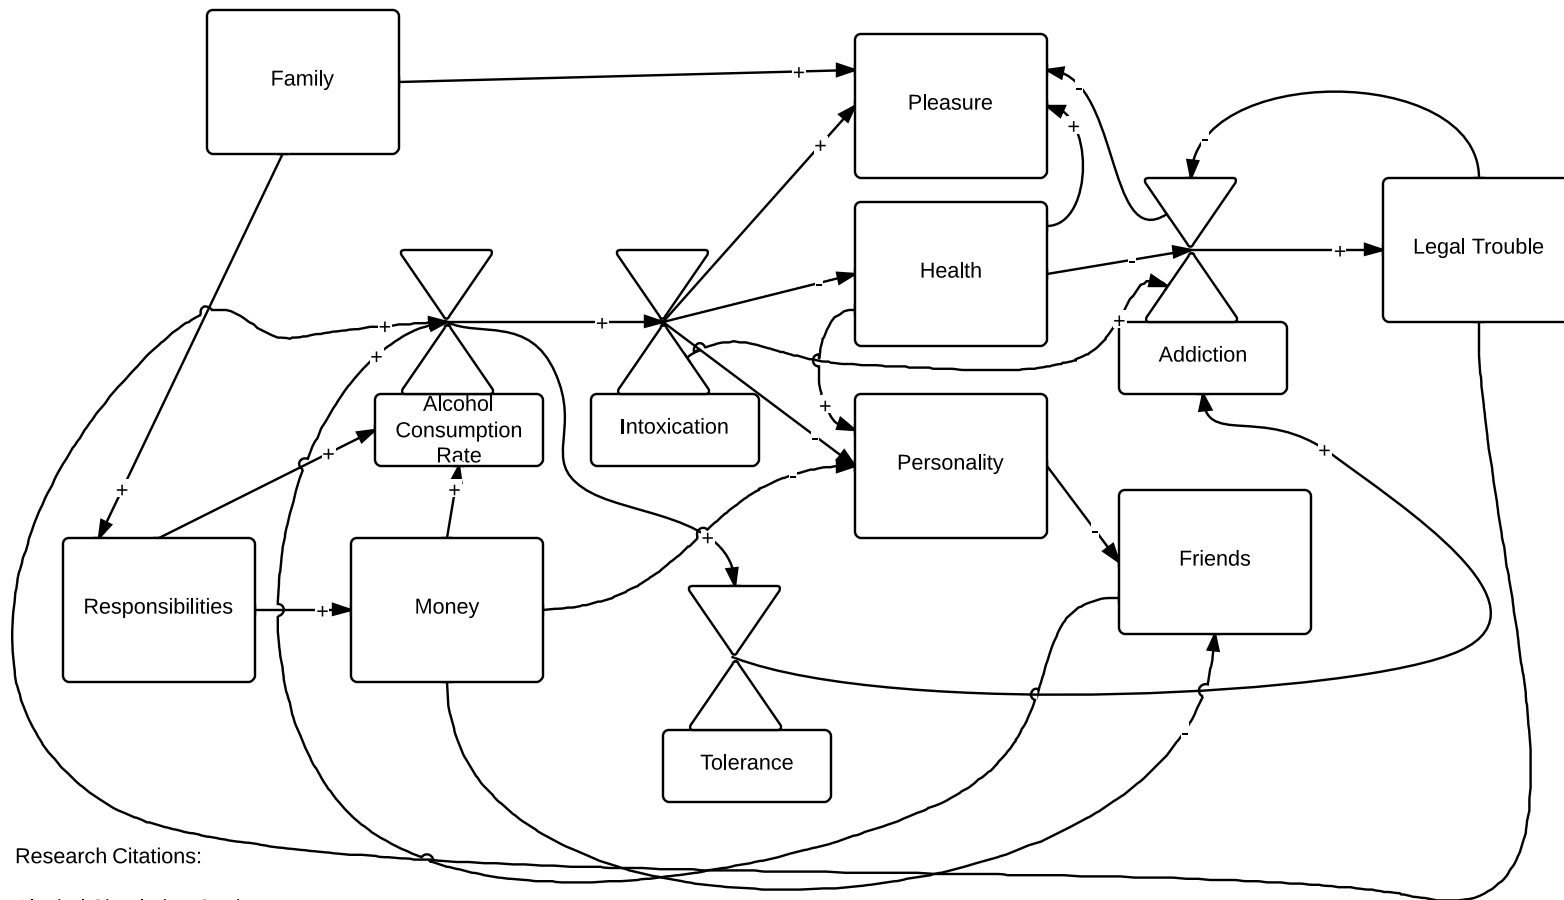 Family
+
Pleasure
-
+
+
-
Health
-
+
Legal Trouble
-
+
+
+
+
Addiction
Alcohol
Consumption
Rate
Intoxication
+
-
Personality
+
+
+
-
-
+
Friends
+
Responsibilities
+
Money
Tolerance
-
Research Citations: